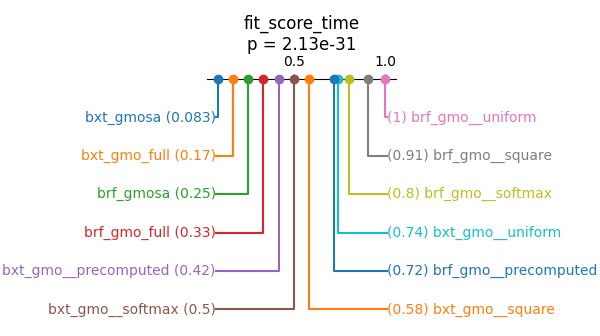 fit_score_time
p = 2.13e-31
0.5 1.0
bxt_gmosa (0.083) (1) brf_gmo__uniform
bxt_gmo_full (0.17) (0.91) brf_gmo__square
brf_gmosa (0.25) (0.8) brf_gmo__softmax
brf_gmo_full (0.33) (0.74) bxt_gmo__uniform
bxt_gmo__precomputed (0.42) (0.72) brf_gmo__precomputed
bxt_gmo__softmax (0.5) (0.58) bxt_gmo__square